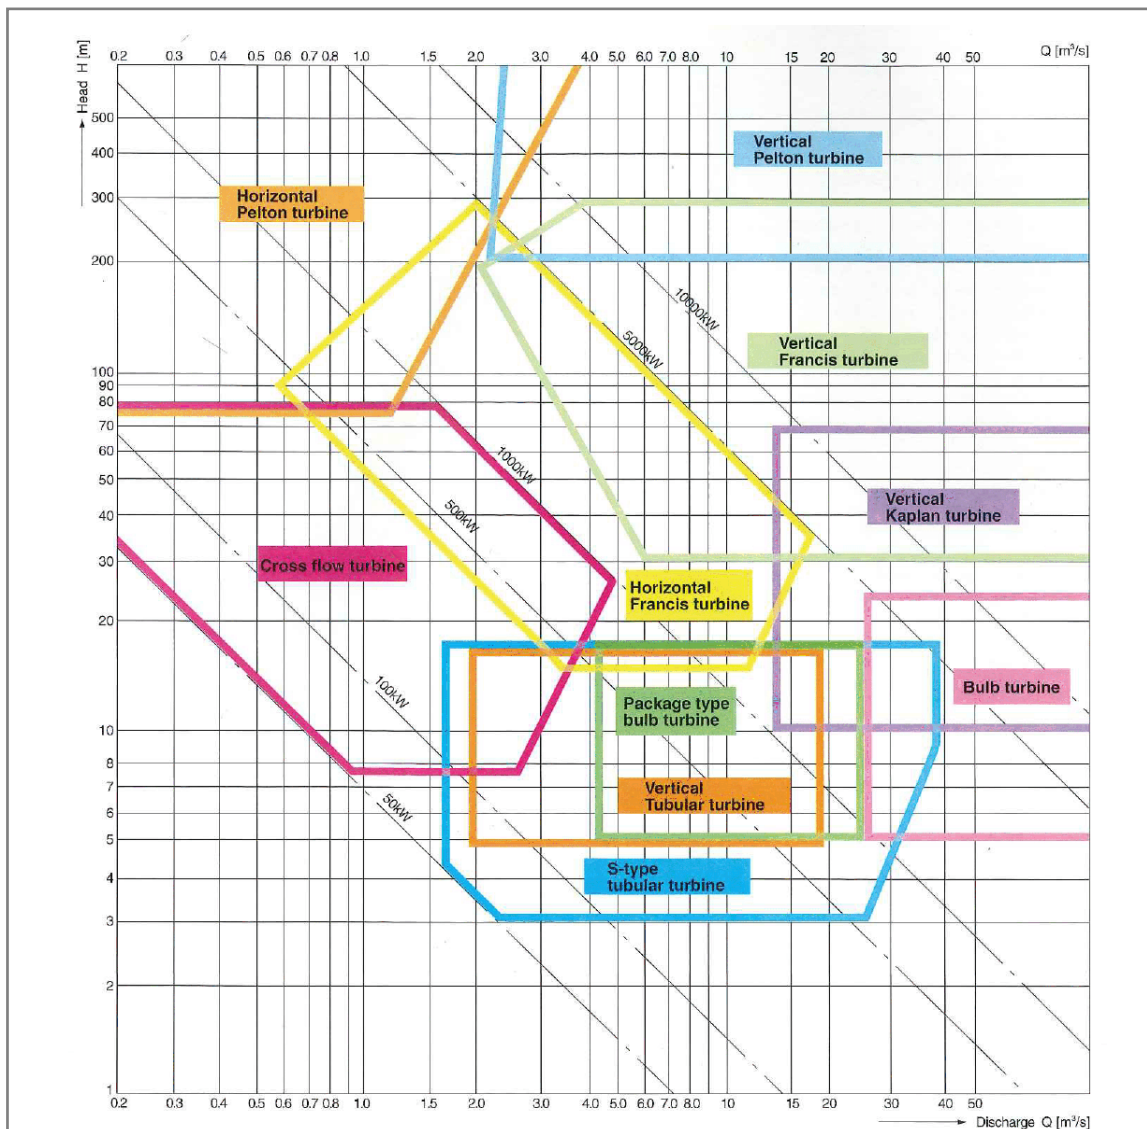 0.2 0.3 0.4 0.5 0.6 0.7 0.8 1.0 1.5 2.0 3.0 4.0 5.0 6.0 7.0 8.0 10 15 20 30 40 50 Q [m³/s]
Head H [m]
500
400
300
200
100
90
80
70
60
50
40
30
20
10
8
7
6
5
4
3
2
1
Vertical
Pelton turbine
Horizontal
Pelton turbine
10000kW
5000kW
Vertical
Francis turbine
1000kW
500kW
Vertical
Kaplan turbine
Cross flow turbine
Horizontal
Francis turbine
100kW
Bulb turbine
Package type
bulb turbine
50kW
Vertical
Tubular turbine
S-type
tubular turbine
0.2 0.3 0.4 0.5 0.6 0.7 0.8 1.0 1.5 2.0 3.0 4.0 5.0 6.0 7.0 8.0 10 15 20 30 40 50
Discharge Q [m³/s]